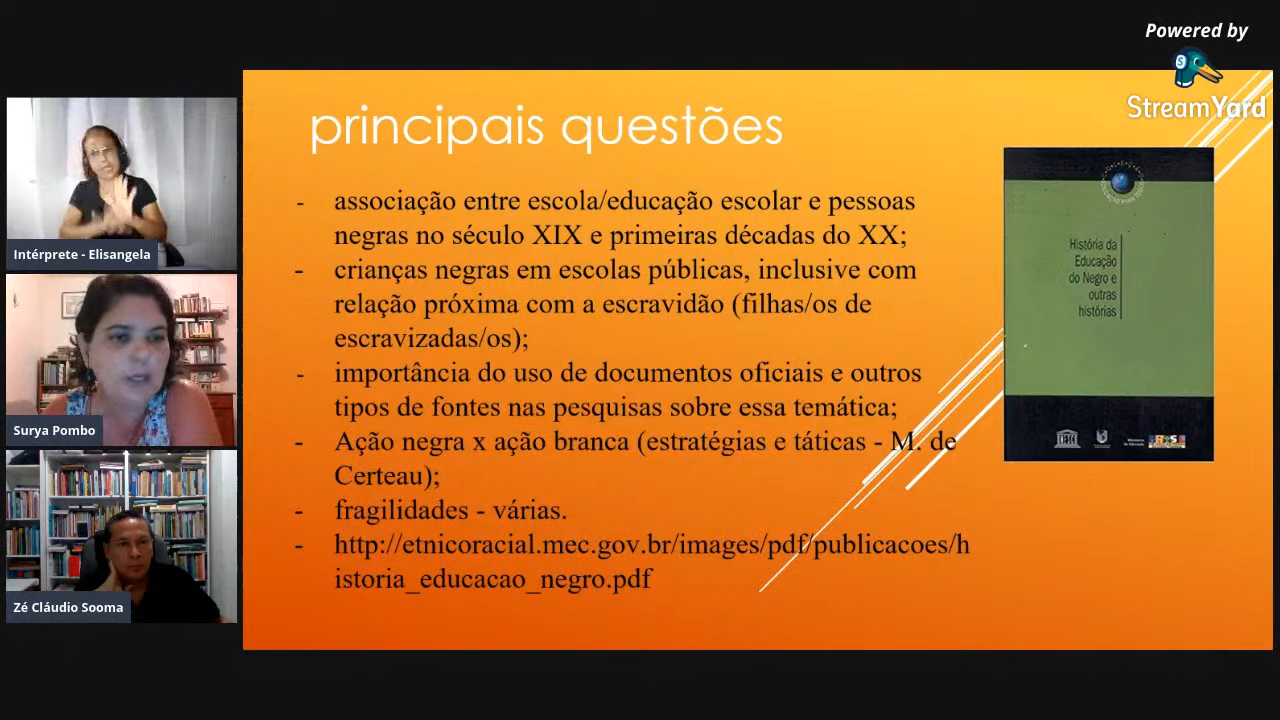 Powered by
StreamYard
principais questões
- associação entre escola/educação escolar e pessoas
negras no século XIX e primeiras décadas do XX;
- crianças negras em escolas públicas, inclusive com
relação próxima com a escravidão (filhas/os de
escravizadas/os);
- importância do uso de documentos oficiais e outros
tipos de fontes nas pesquisas sobre essa temática;
- Ação negra x ação branca (estratégias e táticas - M. de
Certeau);
- fragilidades - várias.
- http://etnicoracial.mec.gov.br/images/pdf/publicacoes/h
istoria_educacao_negro.pdf
História da
Educação
do Negro e
outras
histórias
Intérprete - Elisangela
Surya Pombo
Zé Cláudio Sooma